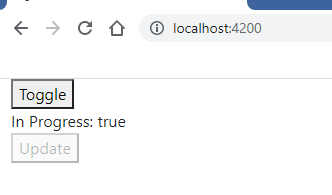 localhost:4200
Toggle
In Progress: true
Update